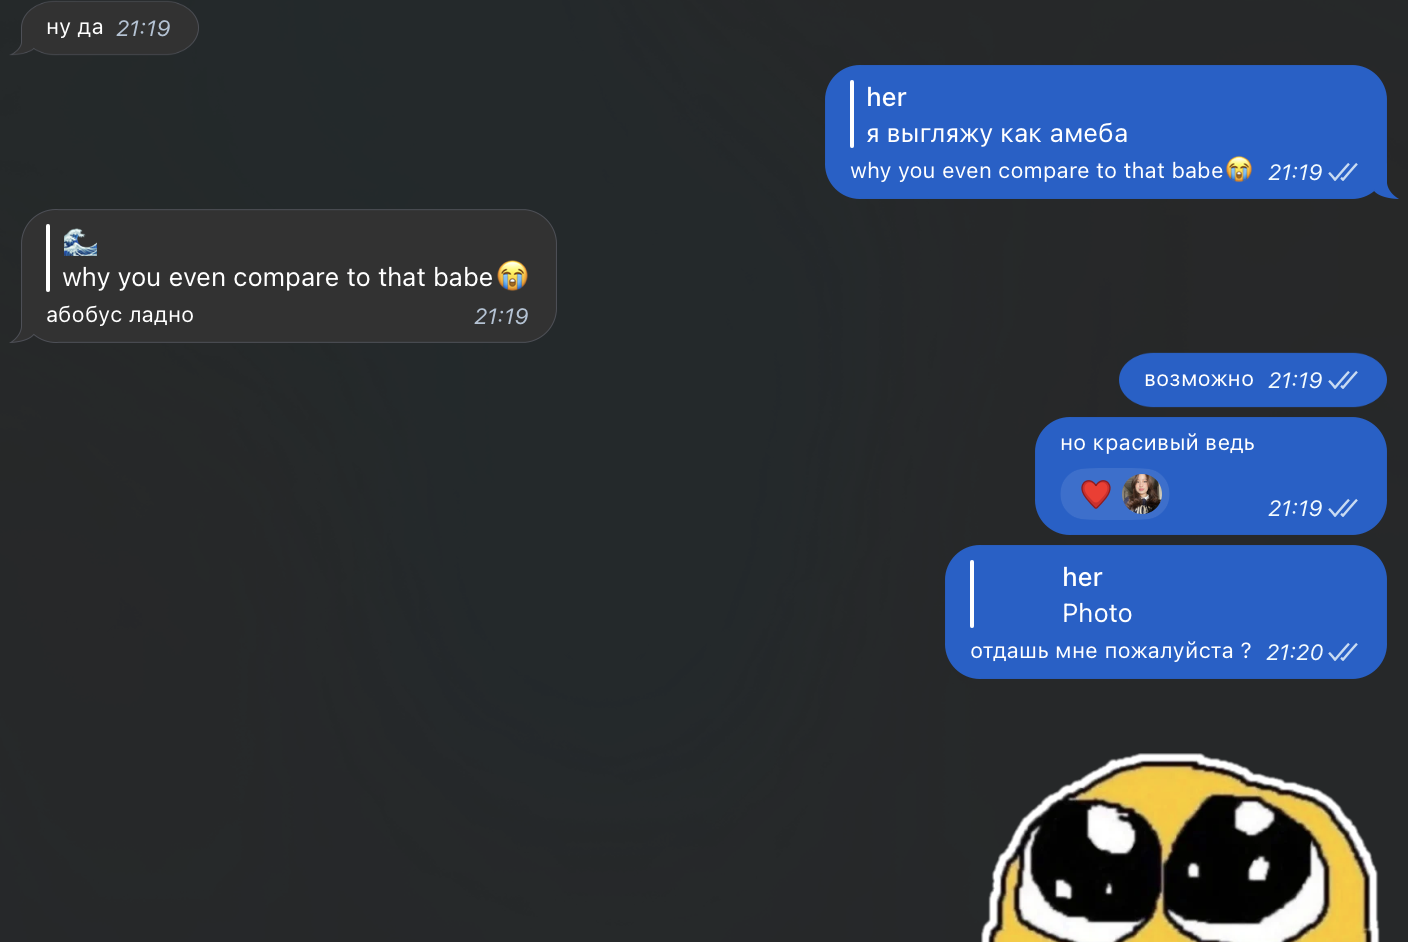 ну да 21:19
her
я выгляжу как амеба
why you even compare to that babe😭 21:19
🌊
why you even compare to that babe😭
абобус ладно 21:19
возможно 21:19
но красивый ведь
❤️ 21:19
her
Photo
отдашь мне пожалуйста ? 21:20